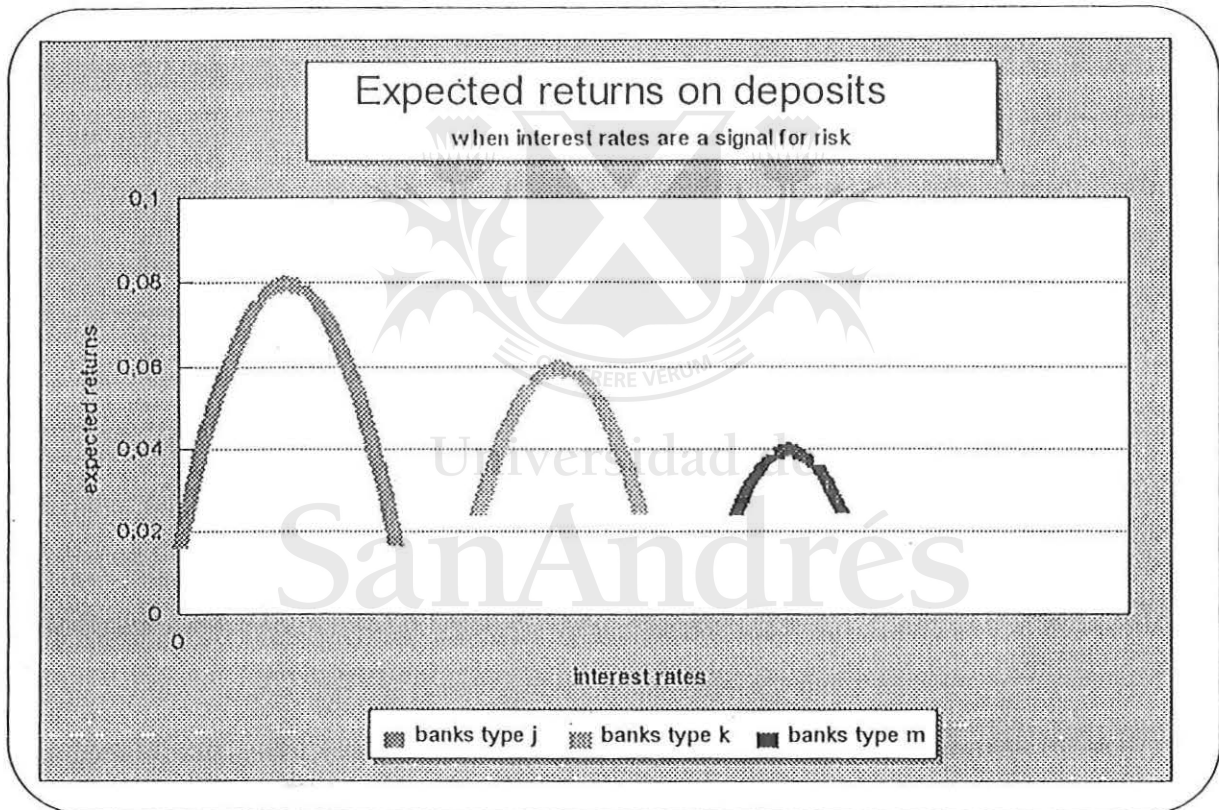 Expected returns on deposits
when interest rates are a signal for risk
0,1
0,08
0,06
0,04
0,02
0
0
expected returns
interest rates
banks type j banks type k banks type m
VERUM
Universidad de
SanAndrés